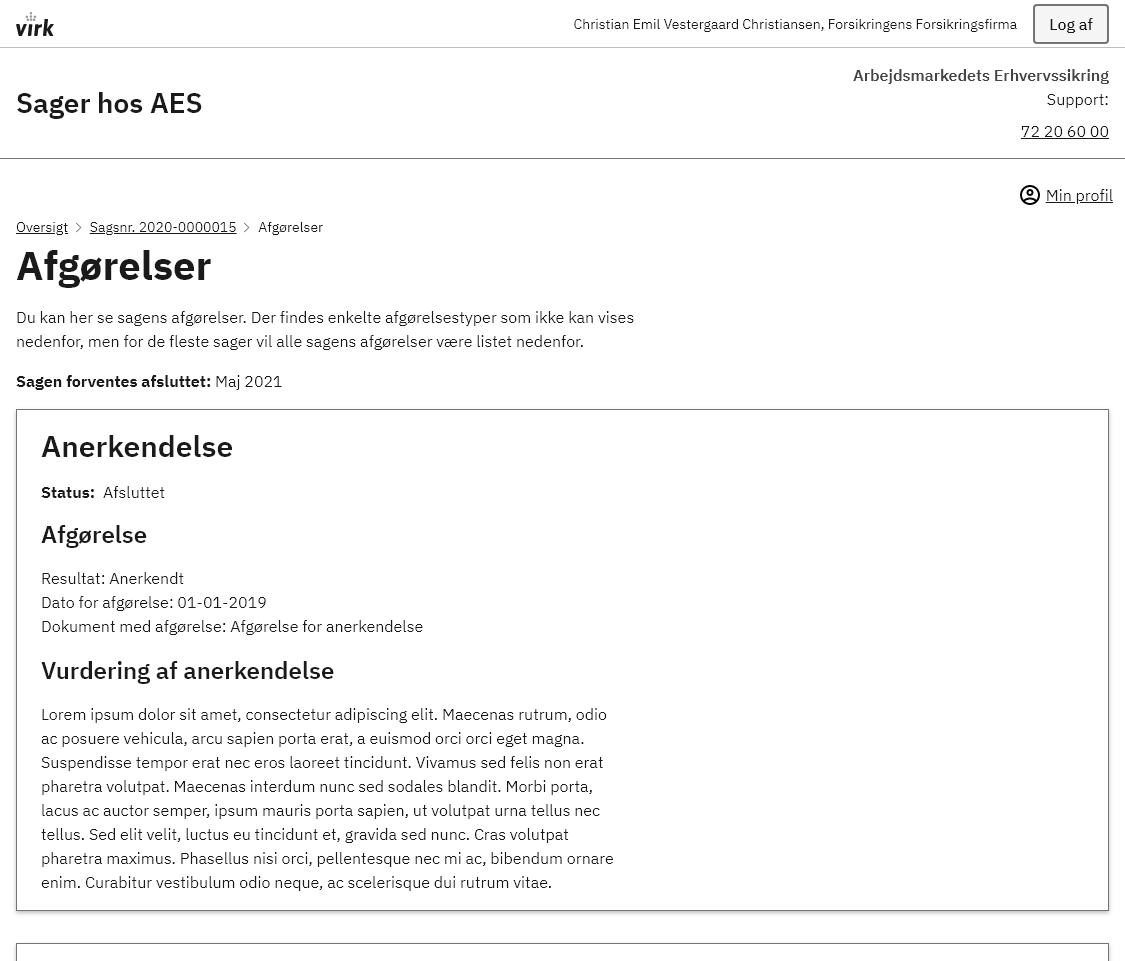 virk
Christian Emil Vestergaard Christiansen, Forsikringens Forsikringsfirma
Log af
Sager hos AES
Arbejdsmarkedets Erhvervssikring
Support:
72 20 60 00
Min profil
Oversigt > Sagsnr. 2020-0000015 > Afgørelser
Afgørelser
Du kan her se sagens afgørelser. Der findes enkelte afgørelsestyper som ikke kan vises
nedenfor, men for de fleste sager vil alle sagens afgørelser være listet nedenfor.
Sagen forventes afsluttet: Maj 2021
Anerkendelse
Status: Afsluttet
Afgørelse
Resultat: Anerkendt
Dato for afgørelse: 01-01-2019
Dokument med afgørelse: Afgørelse for anerkendelse
Vurdering af anerkendelse
Lorem ipsum dolor sit amet, consectetur adipiscing elit. Maecenas rutrum, odio
ac posuere vehicula, arcu sapien porta erat, a euismod orci orci eget magna.
Suspendisse tempor erat nec eros laoreet tincidunt. Vivamus sed felis non erat
pharetra volutpat. Maecenas interdum nunc sed sodales blandit. Morbi porta,
lacus ac auctor semper, ipsum mauris porta sapien, ut volutpat urna tellus nec
tellus. Sed elit velit, luctus eu tincidunt et, gravida sed nunc. Cras volutpat
pharetra maximus. Phasellus nisi orci, pellentesque nec mi ac, bibendum ornare
enim. Curabitur vestibulum odio neque, ac scelerisque dui rutrum vitae.